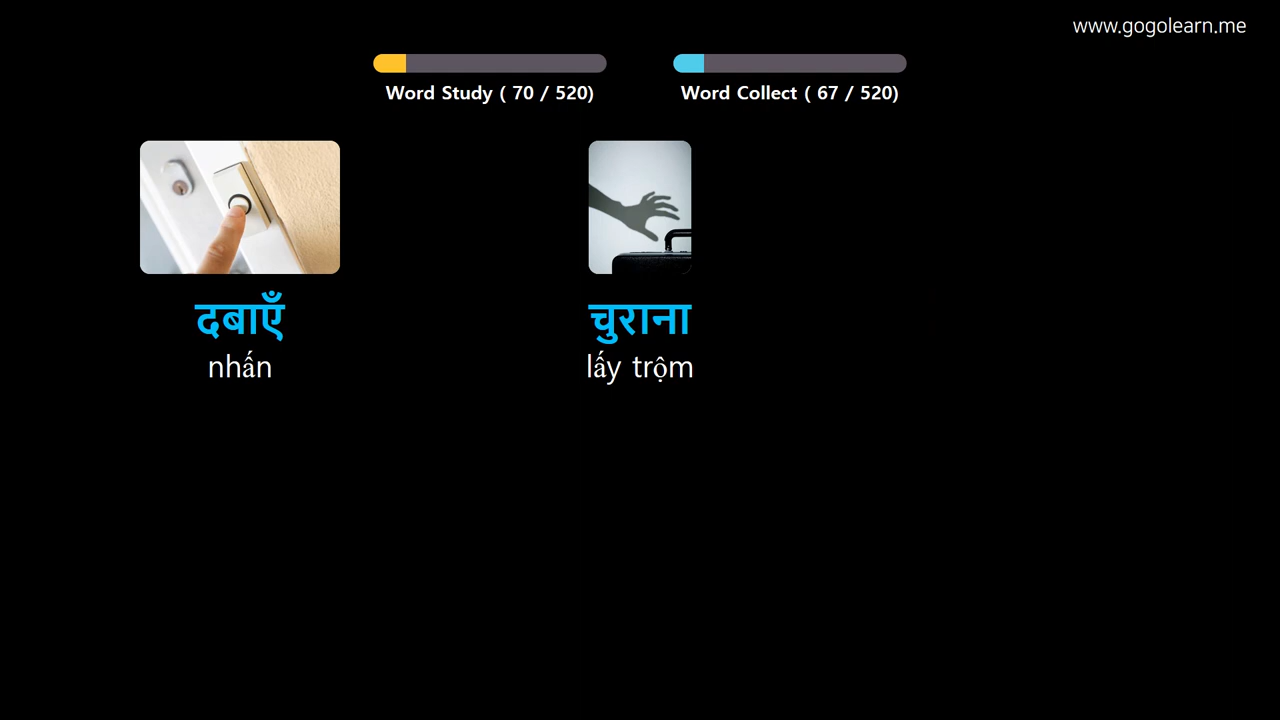 www.gogolearn.me
Word Study ( 70 / 520)
Word Collect ( 67 / 520)
दबाएँ
nhấn
चुराना
lấy trộm